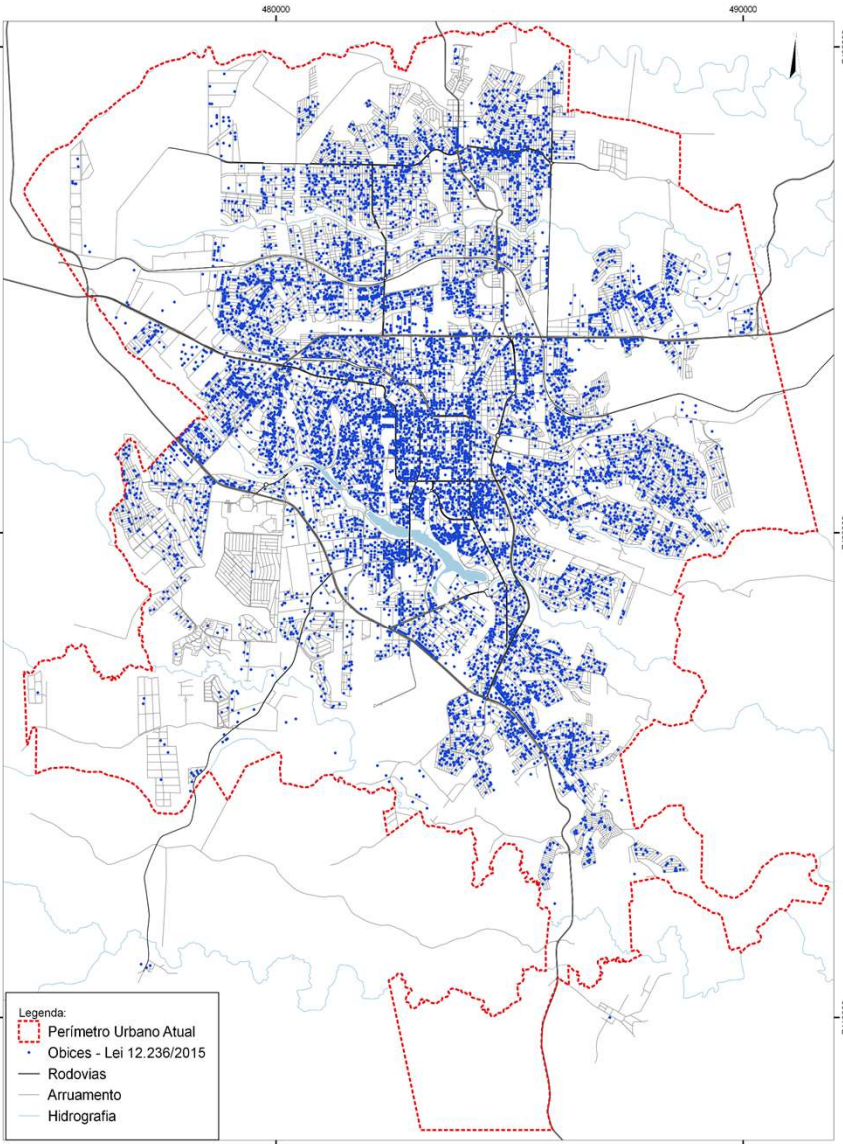 480000
490000
Legenda:
Perímetro Urbano Atual
Obices - Lei 12.236/2015
Rodovias
Arruamento
Hidrografia